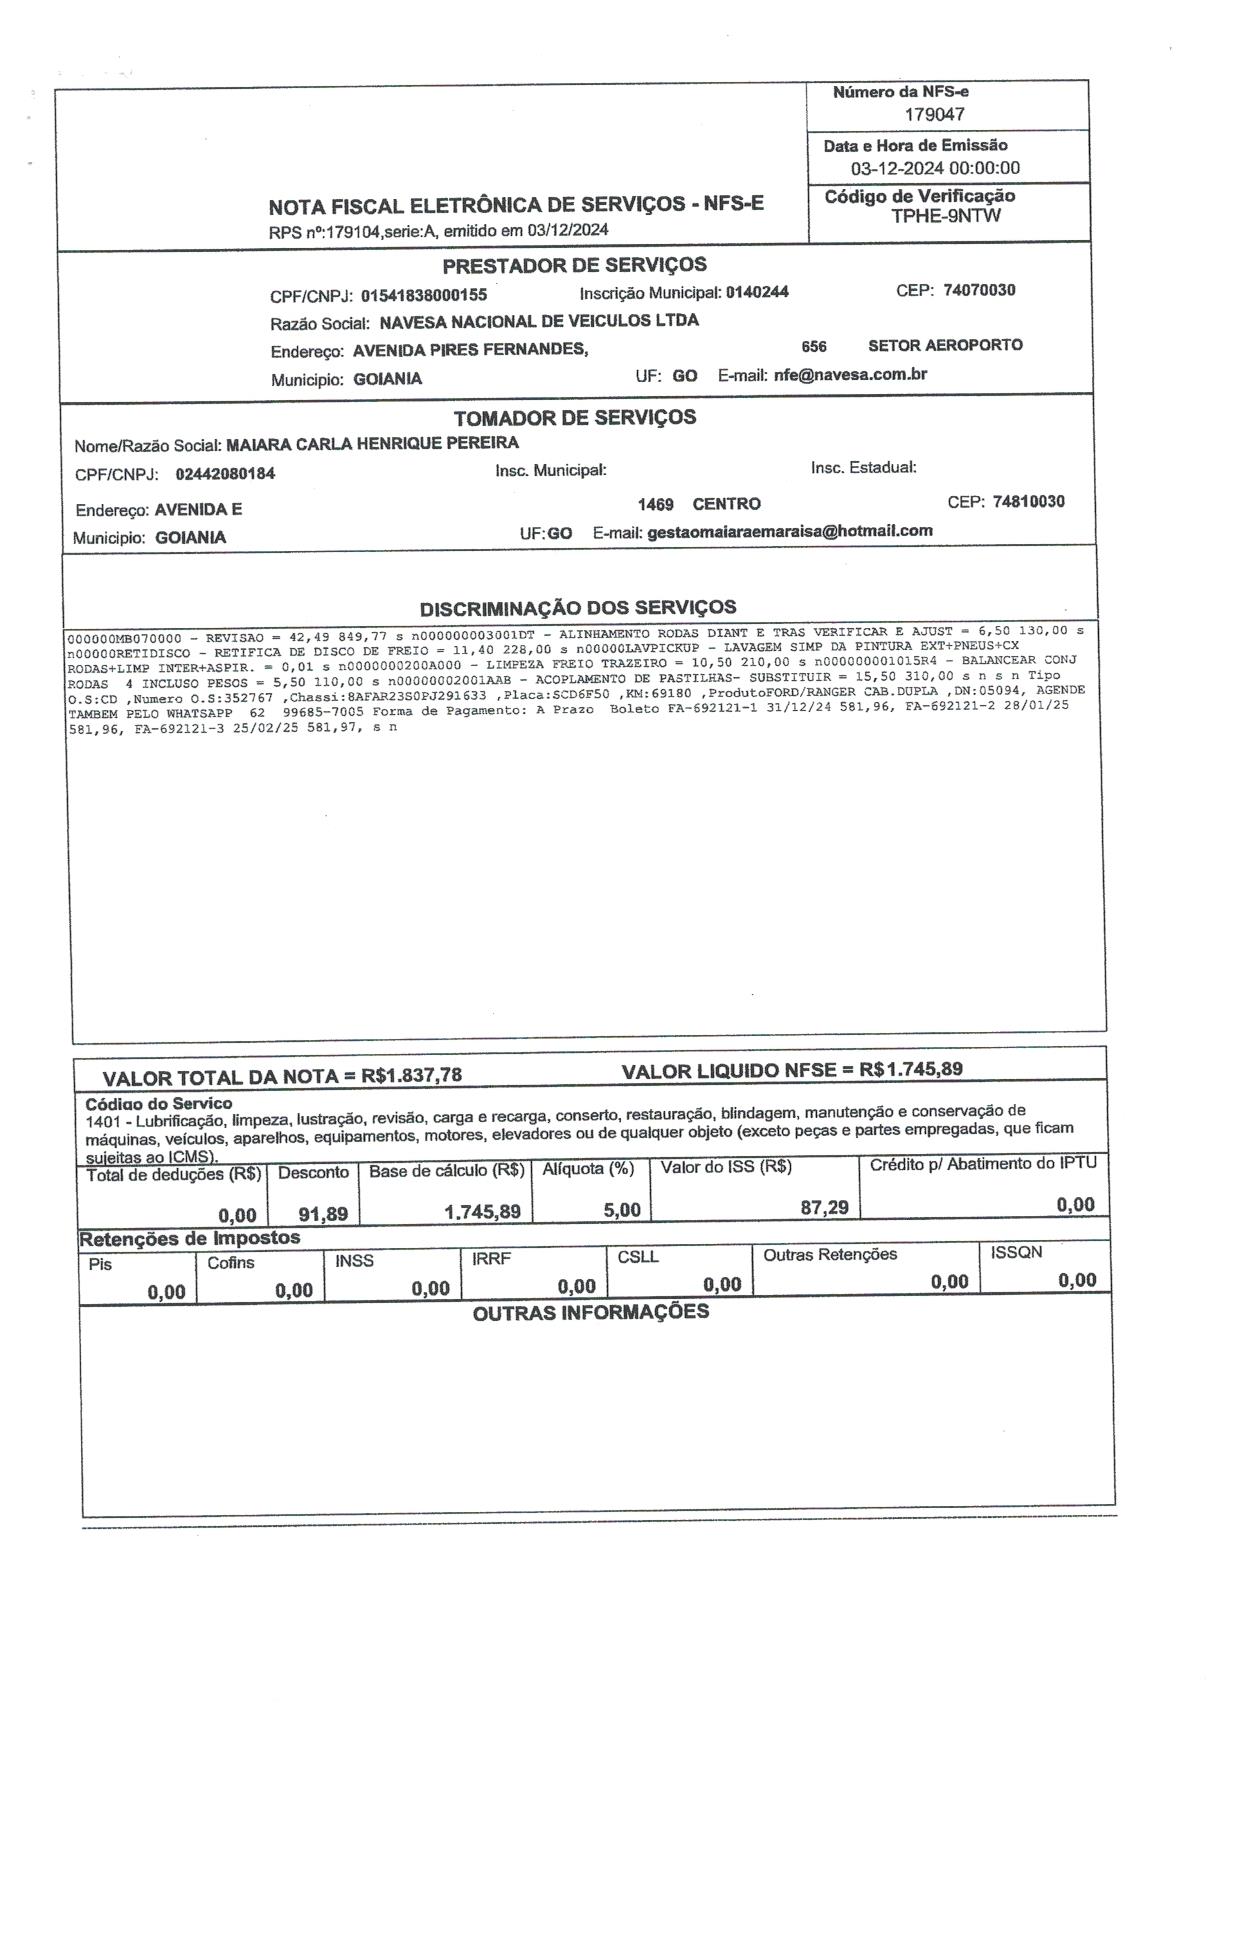 Número da NFS-e
179047
Data e Hora de Emissão
03-12-2024 00:00:00
Código de Verificação
TPHE-9NTW
NOTA FISCAL ELETRÔNICA DE SERVIÇOS - NFS-E
RPS nº:179104,serie:A, emitido em 03/12/2024
PRESTADOR DE SERVIÇOS
CPF/CNPJ: 01541838000155 Inscrição Municipal: 0140244 CEP: 74070030
Razão Social: NAVESA NACIONAL DE VEICULOS LTDA
Endereço: AVENIDA PIRES FERNANDES, 656 SETOR AEROPORTO
Municipio: GOIANIA UF: GO E-mail: nfe@navesa.com.br
TOMADOR DE SERVIÇOS
Nome/Razão Social: MAIARA CARLA HENRIQUE PEREIRA
CPF/CNPJ: 02442080184 Insc. Municipal: Insc. Estadual:
Endereço: AVENIDA E 1469 CENTRO CEP: 74810030
Municipio: GOIANIA UF:GO E-mail: gestaomaiaraemaraisa@hotmail.com
DISCRIMINAÇÃO DOS SERVIÇOS
000000MB070000 - REVISAO = 42,49 849,77 s n000000003001DT - ALINHAMENTO RODAS DIANT E TRAS VERIFICAR E AJUST = 6,50 130,00 s
n00000RETIDISCO - RETIFICA DE DISCO DE FREIO = 11,40 228,00 s n00000LAVPICKUP - LAVAGEM SIMP DA PINTURA EXT+PNEUS+CX
RODAS+LIMP INTER+ASPIR. = 0,01 s n0000000200A000 - LIMPEZA FREIO TRAZEIRO = 10,50 210,00 s n000000001015R4 - BALANCEAR CONJ
RODAS 4 INCLUSO PESOS = 5,50 110,00 s n00000002001AAB - ACOPLAMENTO DE PASTILHAS- SUBSTITUIR = 15,50 310,00 s n s n Tipo
O.S:CD ,Numero O.S:352767 ,Chassi:8AFAR23S0PJ291633 ,Placa:SCD6F50 ,KM:69180 ,ProdutoFORD/RANGER CAB.DUPLA ,DN:05094, AGENDE
TAMBEM PELO WHATSAPP 62 99685-7005 Forma de Pagamento: A Prazo Boleto FA-692121-1 31/12/24 581,96, FA-692121-2 28/01/25
581,96, FA-692121-3 25/02/25 581,97, s n
VALOR TOTAL DA NOTA = R$1.837,78 VALOR LIQUIDO NFSE = R$1.745,89
Código do Serviço
1401 - Lubrificação, limpeza, lustração, revisão, carga e recarga, conserto, restauração, blindagem, manutenção e conservação de
máquinas, veículos, aparelhos, equipamentos, motores, elevadores ou de qualquer objeto (exceto peças e partes empregadas, que ficam
sujeitas ao ICMS).
Total de deduções (R$) Desconto Base de cálculo (R$) Alíquota (%) Valor do ISS (R$) Crédito p/ Abatimento do IPTU
0,00 91,89 1.745,89 5,00 87,29 0,00
Retenções de Impostos
Pis Cofins INSS IRRF CSLL Outras Retenções ISSQN
0,00 0,00 0,00 0,00 0,00 0,00 0,00
OUTRAS INFORMAÇÕES